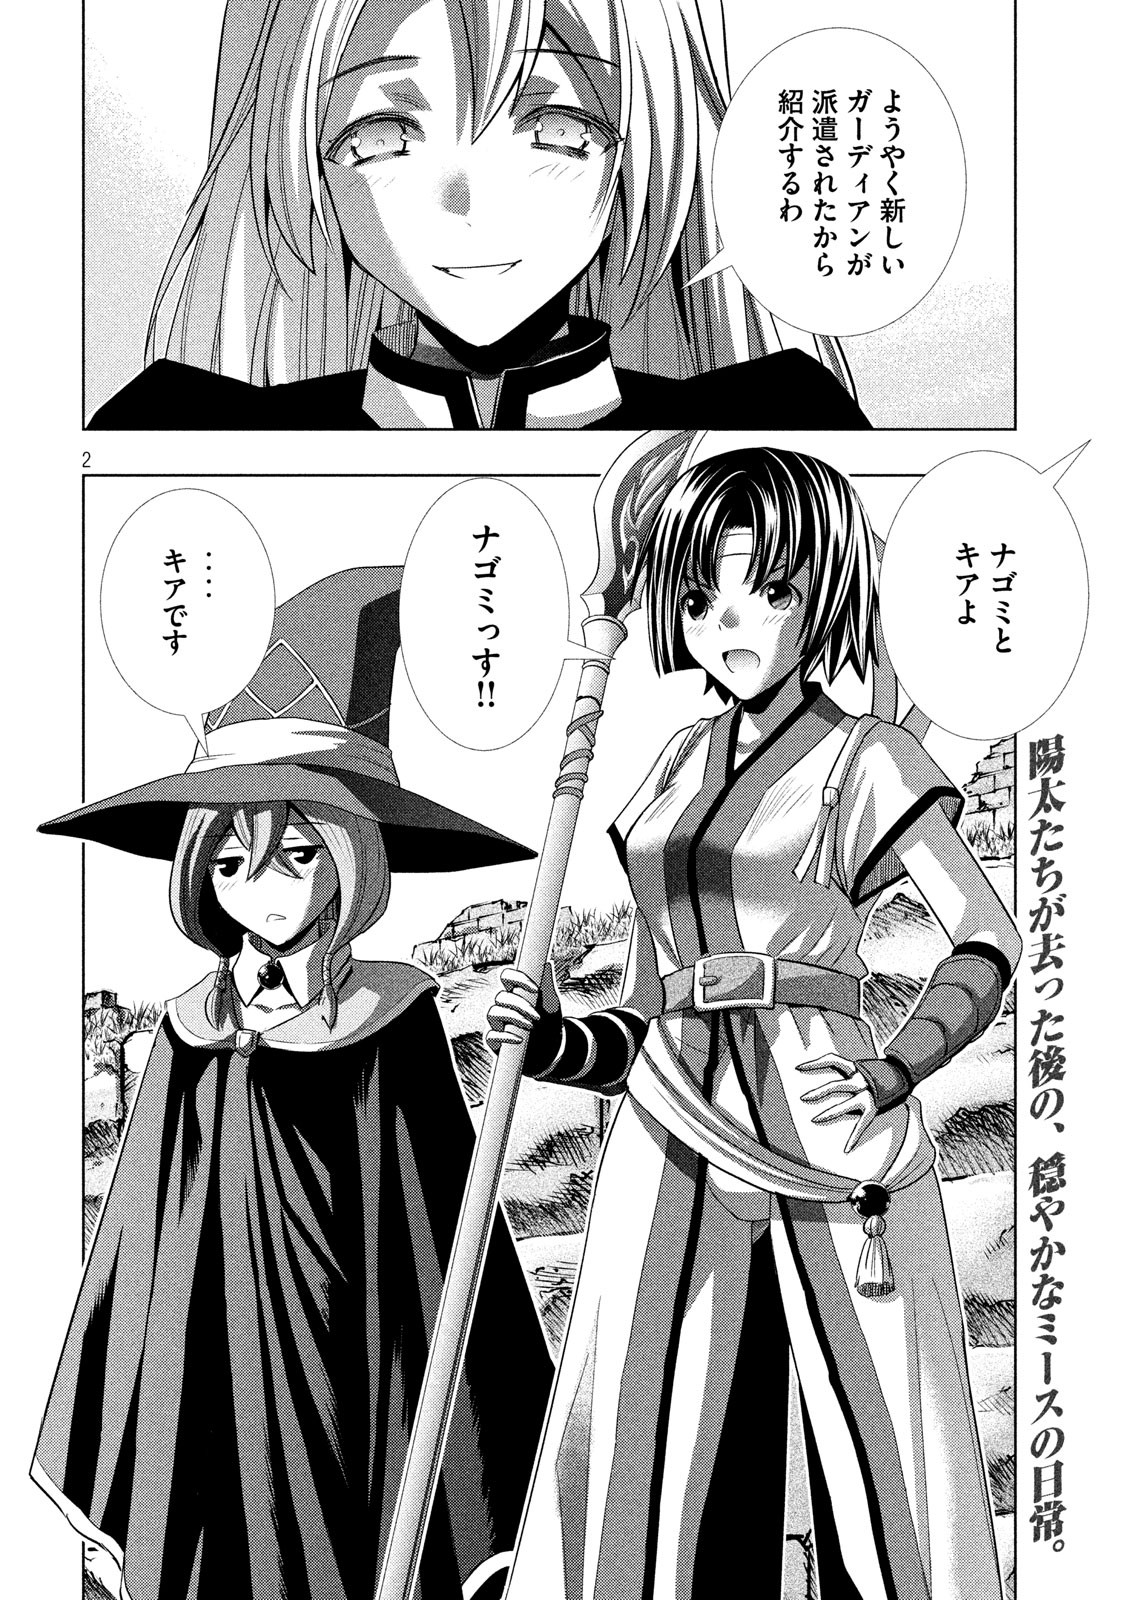 ようやく新しい
ガーディアンが
派遣されたから
紹介するわ
2
ナゴミと
キアよ
ナゴミっす!!
‥‥
キアです
陽太たちが去った後の、穏やかなミースの日常。